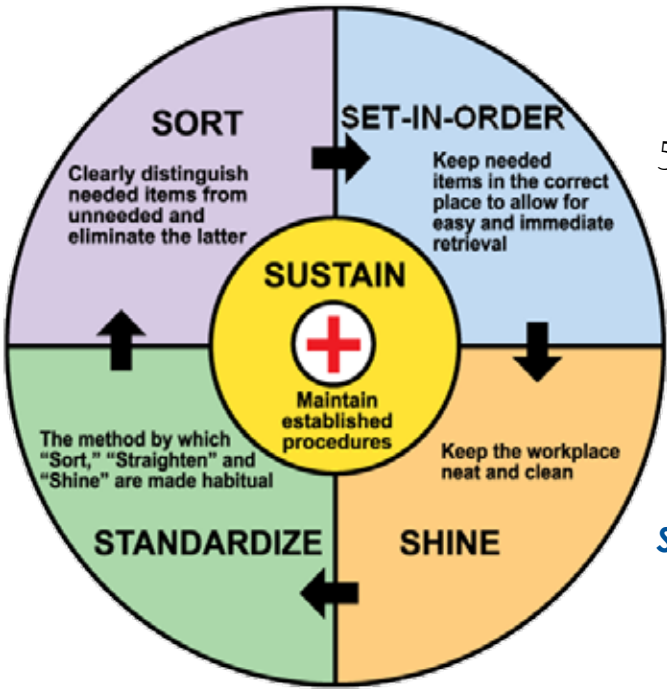 SORT
Clearly distinguish
needed items from
unneeded and
eliminate the latter
SET-IN-ORDER
Keep needed
items in the correct
place to allow for
easy and immediate
retrieval
SUSTAIN
Maintain
established
procedures
The method by which
“Sort,” “Straighten” and
“Shine” are made habitual
STANDARDIZE
Keep the workplace
neat and clean
SHINE